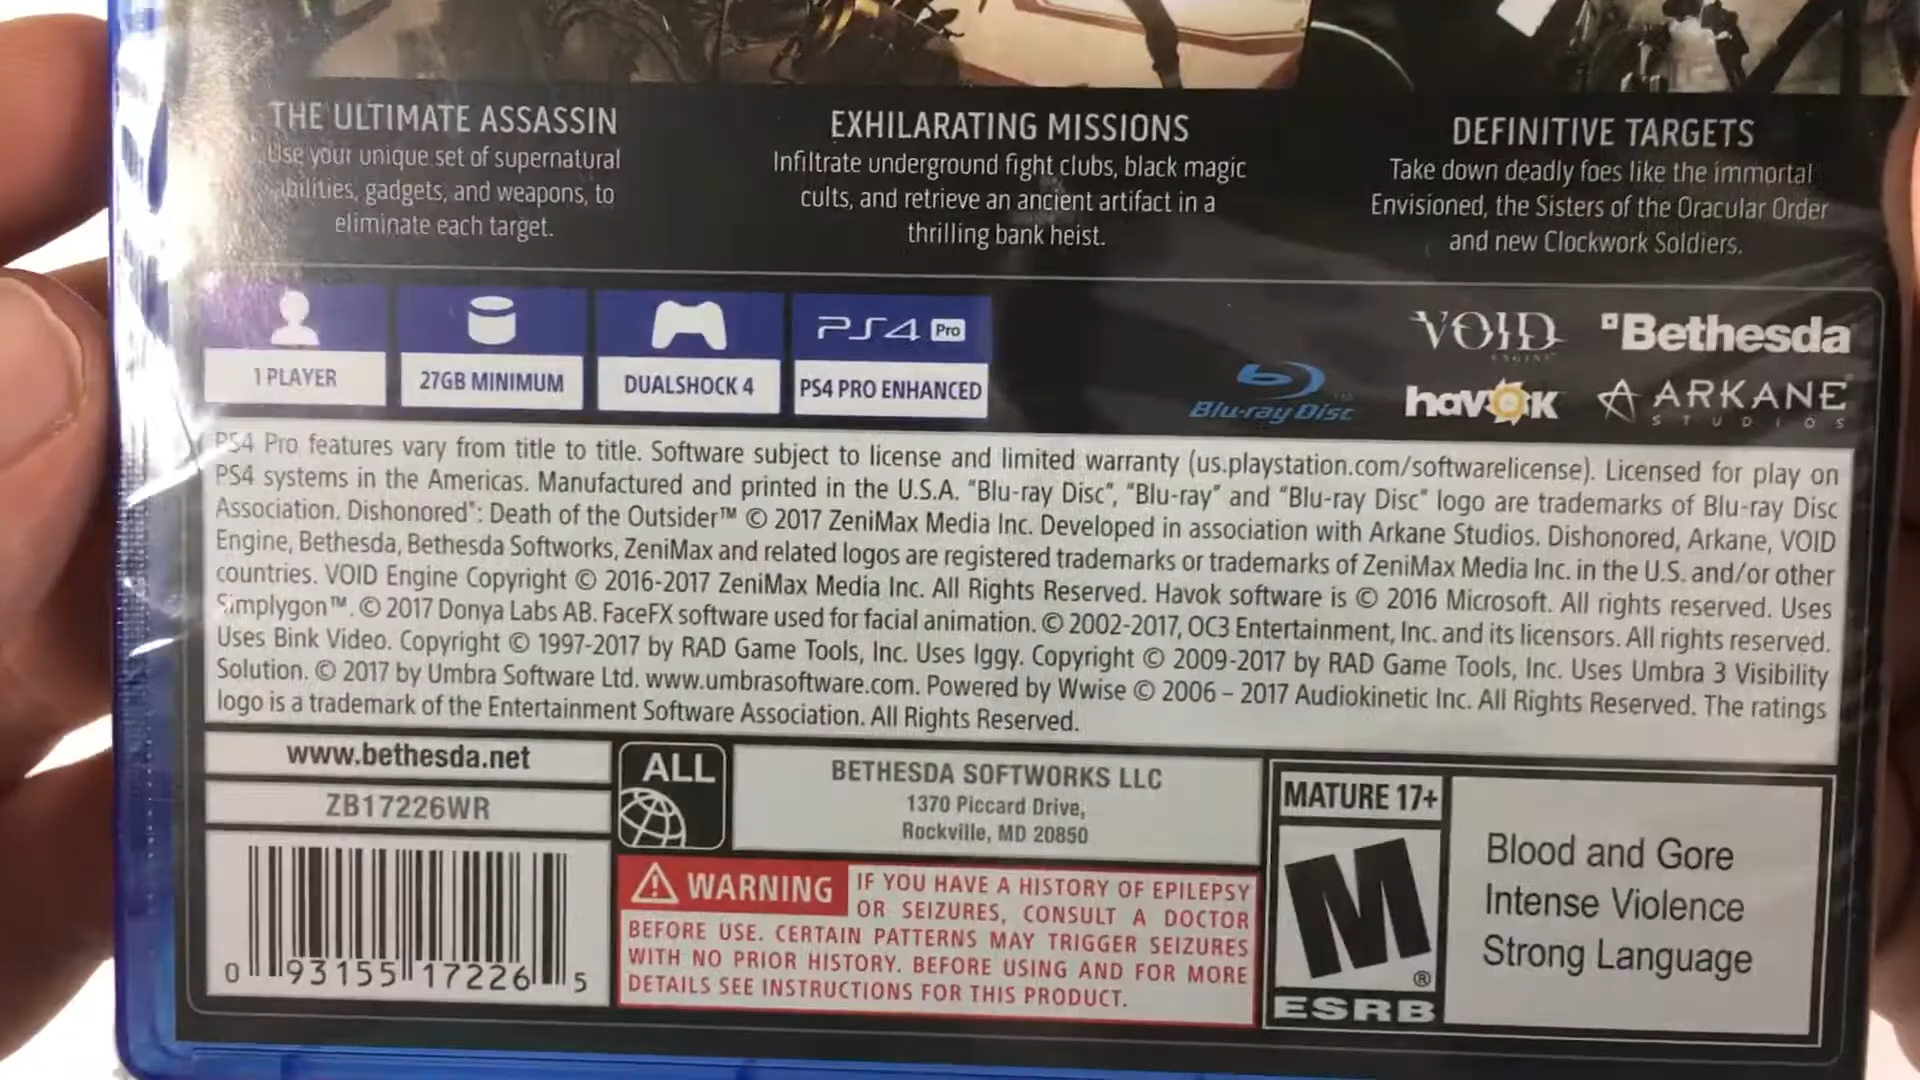 THE ULTIMATE ASSASSIN
Use your unique set of supernatural
abilities, gadgets, and weapons, to
eliminate each target.
EXHILARATING MISSIONS
Infiltrate underground fight clubs, black magic
cults, and retrieve an ancient artifact in a
thrilling bank heist.
DEFINITIVE TARGETS
Take down deadly foes like the immortal
Envisioned, the Sisters of the Oracular Order
and new Clockwork Soldiers.
1 PLAYER
27GB MINIMUM
DUALSHOCK 4
PS4 Pro
PS4 PRO ENHANCED
Blu-ray Disc™
VOID
ENGINE™
Bethesda
havok
ARKANE
STUDIOS
PS4 Pro features vary from title to title. Software subject to license and limited warranty (us.playstation.com/softwarelicense). Licensed for play on
PS4 systems in the Americas. Manufactured and printed in the U.S.A. “Blu-ray Disc”, “Blu-ray” and “Blu-ray Disc” logo are trademarks of Blu-ray Disc
Association. Dishonored®: Death of the Outsider™ © 2017 ZeniMax Media Inc. Developed in association with Arkane Studios. Dishonored, Arkane, VOID
Engine, Bethesda, Bethesda Softworks, ZeniMax and related logos are registered trademarks or trademarks of ZeniMax Media Inc. in the U.S. and/or other
countries. VOID Engine Copyright © 2016-2017 ZeniMax Media Inc. All Rights Reserved. Havok software is © 2016 Microsoft. All rights reserved. Uses
Simplygon™. © 2017 Donya Labs AB. FaceFX software used for facial animation. © 2002-2017, OC3 Entertainment, Inc. and its licensors. All rights reserved.
Uses Bink Video. Copyright © 1997-2017 by RAD Game Tools, Inc. Uses Iggy. Copyright © 2009-2017 by RAD Game Tools, Inc. Uses Umbra 3 Visibility
Solution. © 2017 by Umbra Software Ltd. www.umbrasoftware.com. Powered by Wwise © 2006 – 2017 Audiokinetic Inc. All Rights Reserved. The ratings
logo is a trademark of the Entertainment Software Association. All Rights Reserved.
www.bethesda.net
ZB17226WR
0 93155 17226 5
ALL
BETHESDA SOFTWORKS LLC
1370 Piccard Drive,
Rockville, MD 20850
WARNING IF YOU HAVE A HISTORY OF EPILEPSY
OR SEIZURES, CONSULT A DOCTOR
BEFORE USE. CERTAIN PATTERNS MAY TRIGGER SEIZURES
WITH NO PRIOR HISTORY. BEFORE USING AND FOR MORE
DETAILS SEE INSTRUCTIONS FOR THIS PRODUCT.
MATURE 17+
M®
ESRB
Blood and Gore
Intense Violence
Strong Language